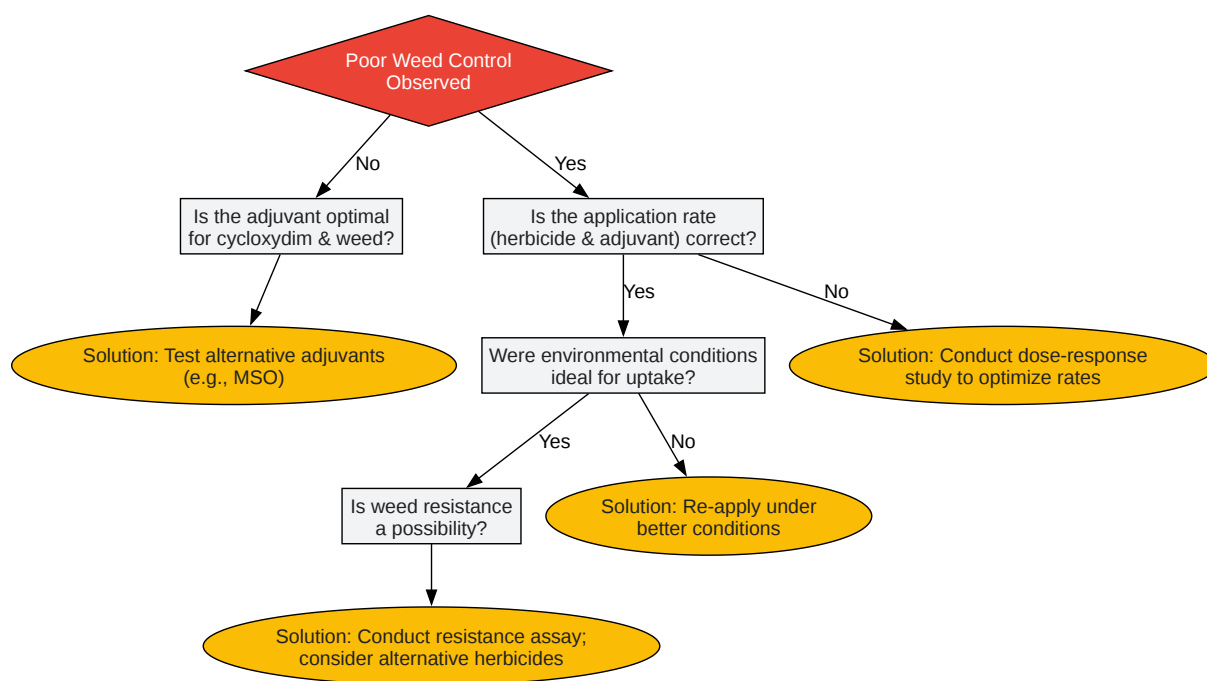 Poor Weed Control
Observed
No
Yes
Is the adjuvant optimal
for cycloxydim & weed?
Is the application rate
(herbicide & adjuvant) correct?
Yes
No
Solution: Test alternative adjuvants
(e.g., MSO)
Were environmental conditions
ideal for uptake?
Solution: Conduct dose-response
study to optimize rates
Yes
No
Is weed resistance
a possibility?
Solution: Re-apply under
better conditions
Solution: Conduct resistance assay;
consider alternative herbicides